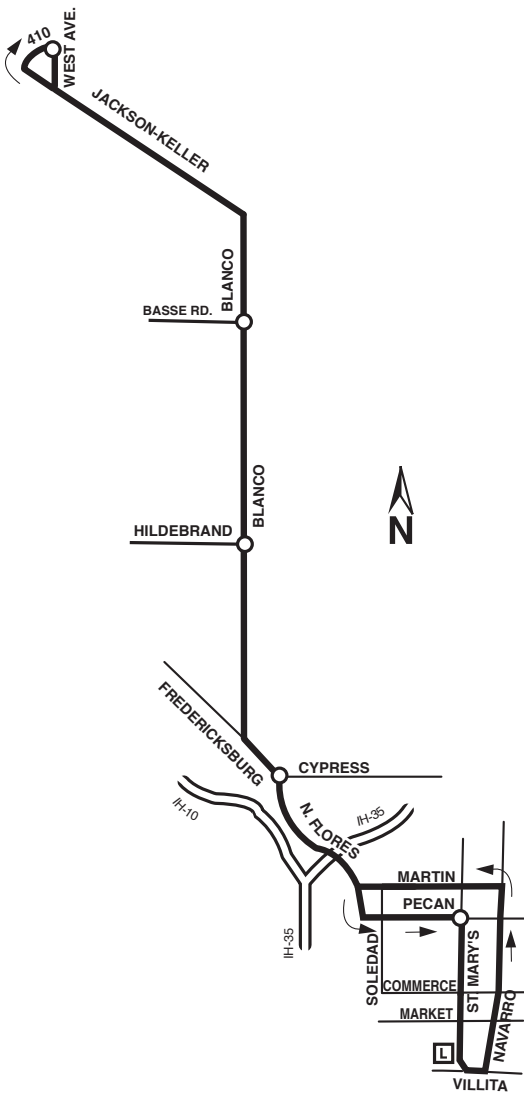 410
WEST AVE.
JACKSON-KELLER
BLANCO
BASSE RD.
BLANCO
HILDEBRAND
N
FREDERICKSBURG
CYPRESS
IH-10
N. FLORES
IH-35
IH-35
MARTIN
PECAN
SOLEDAD
ST. MARY'S
COMMERCE
MARKET
NAVARRO
L
VILLITA